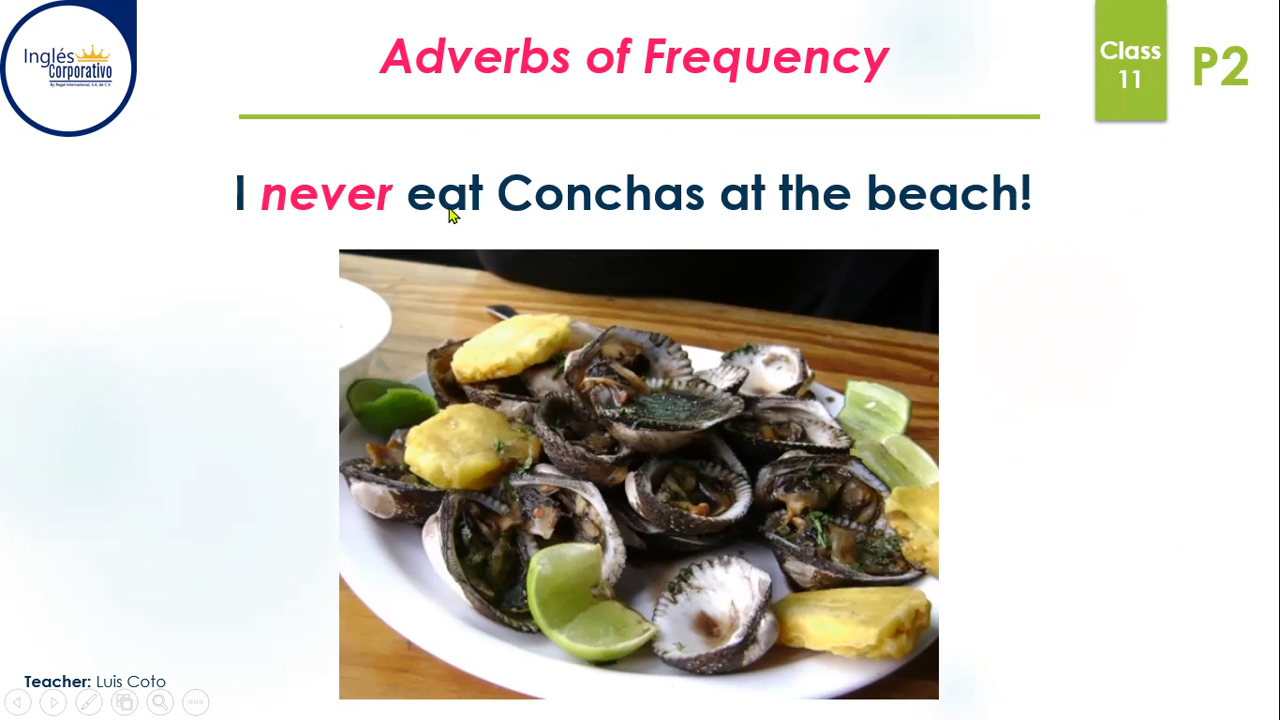 Inglés
Corporativo
By Regal International, S.A. de C.V
Adverbs of Frequency
Class
11
P2
I never eat Conchas at the beach!
Teacher: Luis Coto